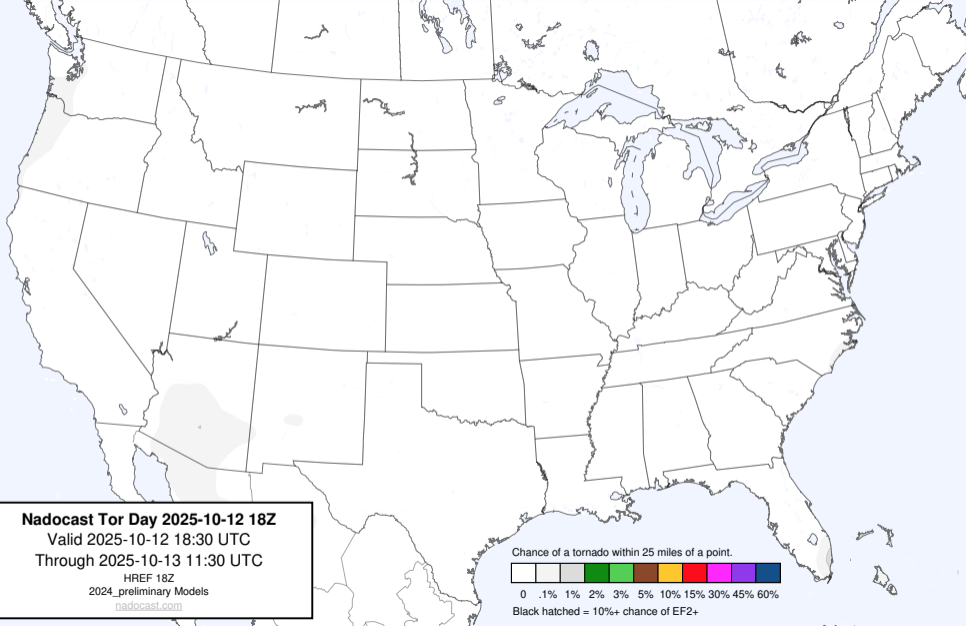 Nadocast Tor Day 2025-10-12 18Z
Valid 2025-10-12 18:30 UTC
Through 2025-10-13 11:30 UTC
HREF 18Z
2024_preliminary Models
nadocast.com
Chance of a tornado within 25 miles of a point.
0 .1% 1% 2% 3% 5% 10% 15% 30% 45% 60%
Black hatched = 10%+ chance of EF2+